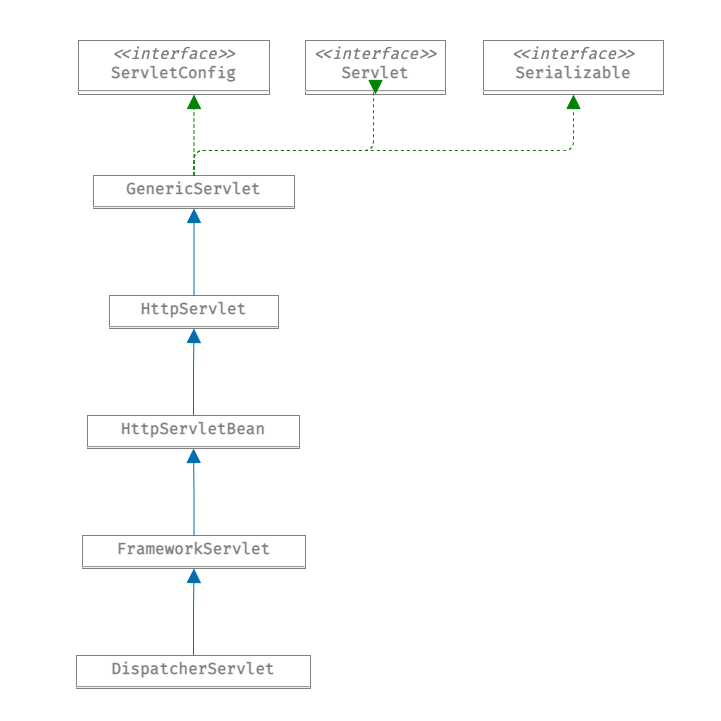 <<interface>>
ServletConfig
<<interface>>
Servlet
<<interface>>
Serializable
GenericServlet
HttpServlet
HttpServletBean
FrameworkServlet
DispatcherServlet